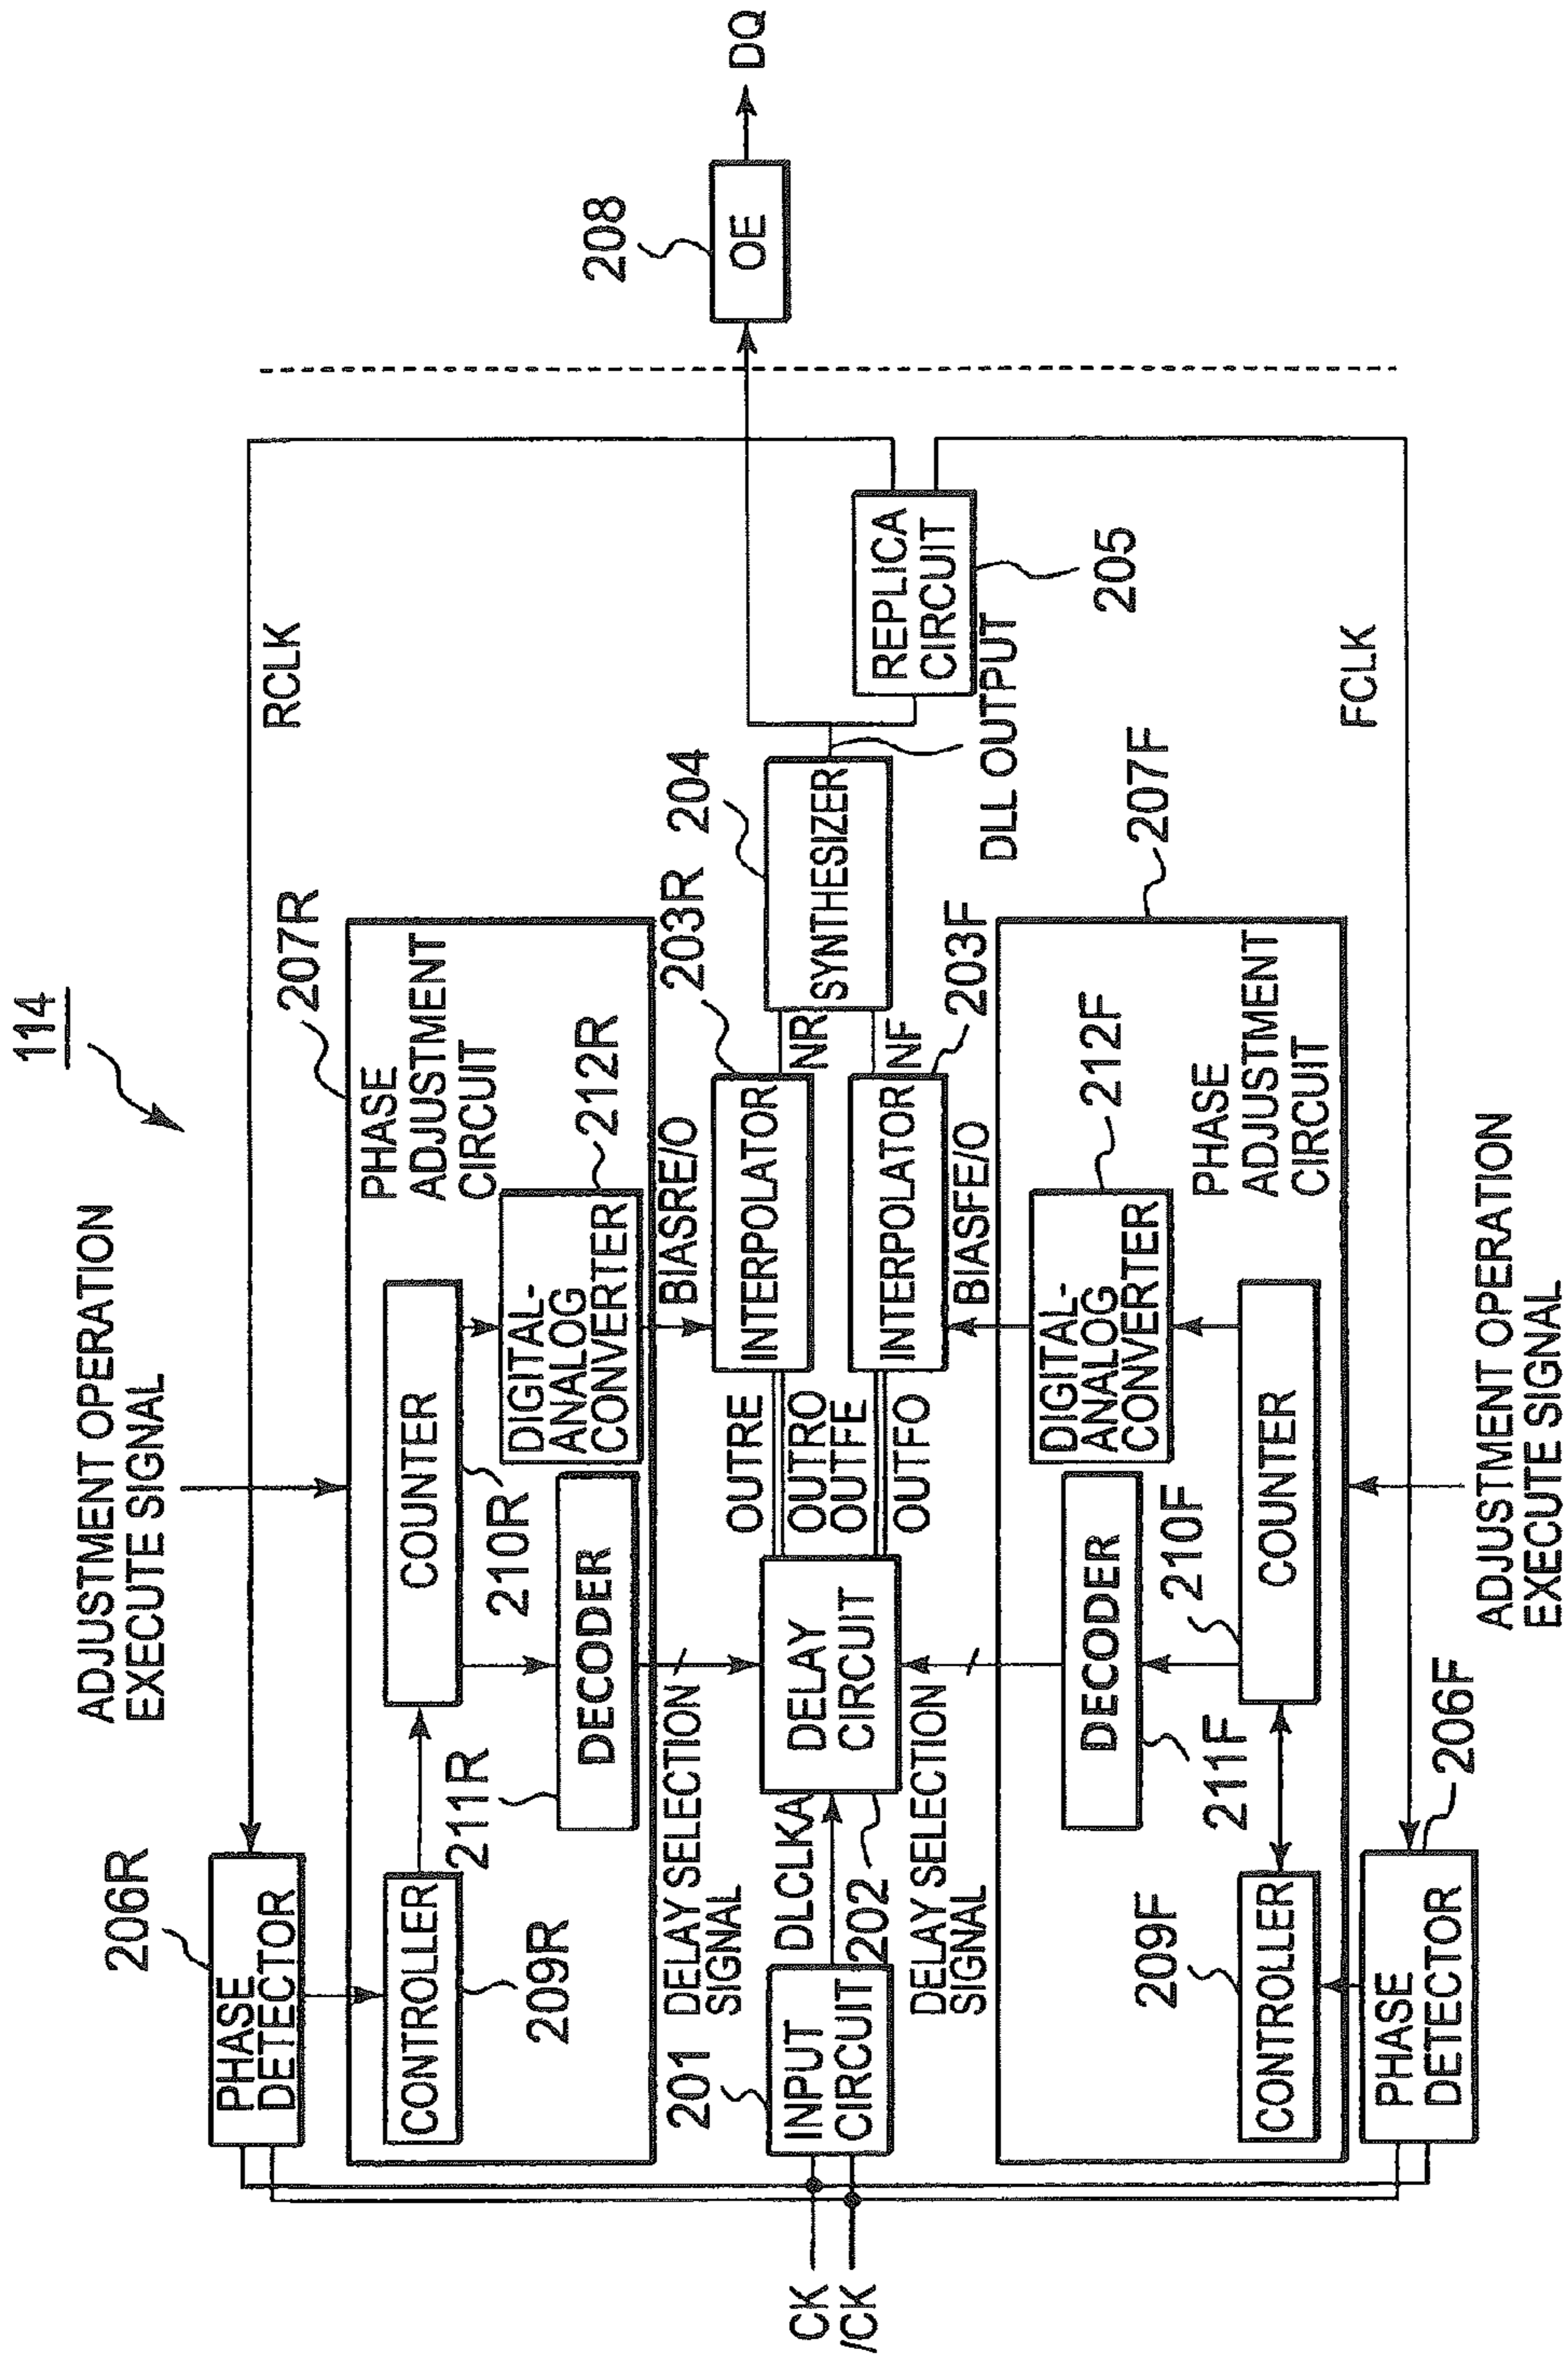 114
ADJUSTMENT OPERATION
EXECUTE SIGNAL
206R
PHASE
DETECTOR
RCLK
207R
PHASE
ADJUSTMENT
CIRCUIT
CONTROLLER
209R
COUNTER
210R
211R
DECODER
DIGITAL-
ANALOG
CONVERTER
212R
DELAY SELECTION
SIGNAL
BIASRE/O
201
INPUT
CIRCUIT
CK
/CK
DLCLKA
202
DELAY
CIRCUIT
OUTRE
OUTRO
OUTFE
OUTFO
INTERPOLATOR
203R
NR
INTERPOLATOR
203F
NF
SYNTHESIZER
204
DLL OUTPUT
REPLICA
CIRCUIT
205
208
OE
DQ
DELAY SELECTION
SIGNAL
BIASFE/O
207F
PHASE
ADJUSTMENT
CIRCUIT
DIGITAL-
ANALOG
CONVERTER
212F
DECODER
211F
210F
COUNTER
209F
CONTROLLER
PHASE
DETECTOR
206F
FCLK
ADJUSTMENT OPERATION
EXECUTE SIGNAL